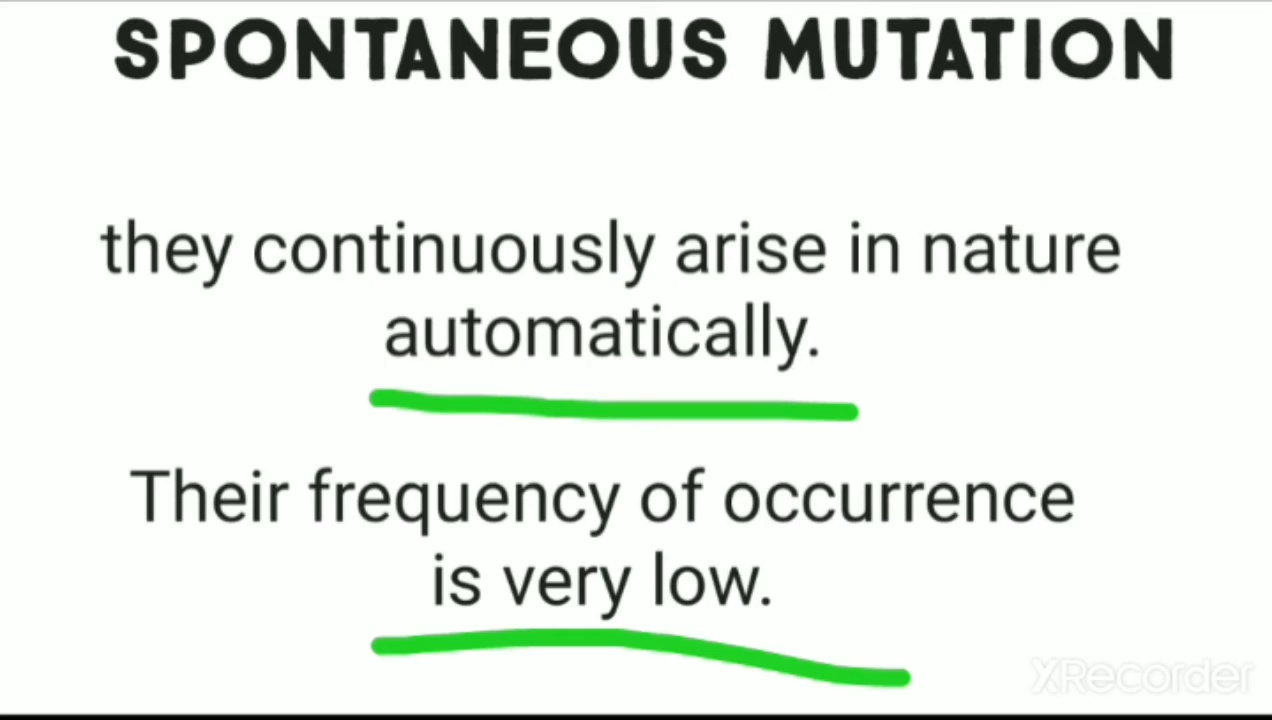 SPONTANEOUS MUTATION
they continuously arise in nature
automatically.
Their frequency of occurrence
is very low.
XRecorder